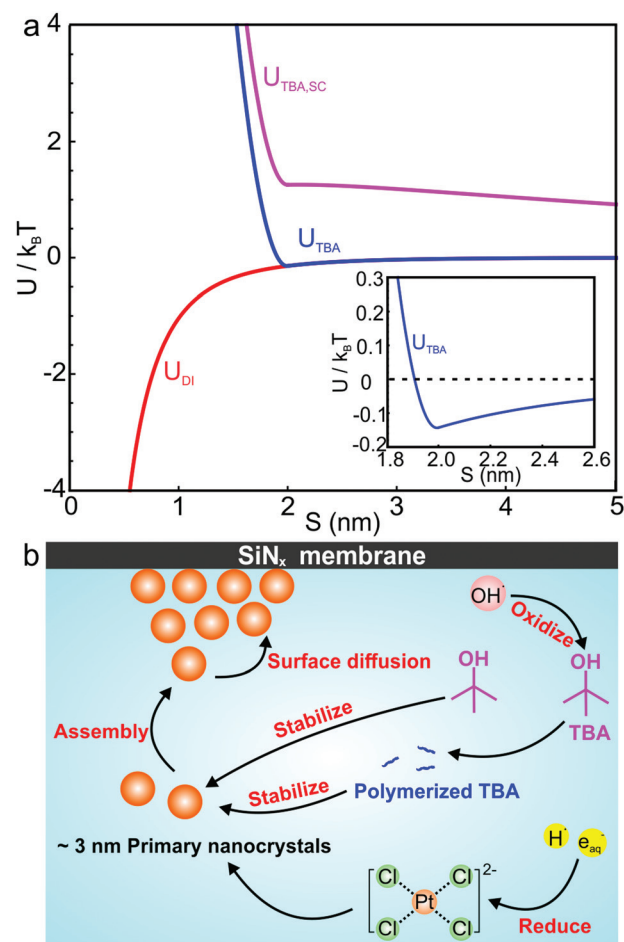 a
4
2
0
-2
-4
U / k_BT
U_TBA,SC
U_TBA
U_DI
0.3
0.2
0.1
0
-0.1
-0.2
U / k_BT
U_TBA
1.8
2.0
2.2
2.4
2.6
S (nm)
0
1
2
3
4
5
S (nm)
b
SiN_x membrane
OH·
Oxidize
OH
OH
Surface diffusion
TBA
Stabilize
Assembly
Stabilize
Polymerized TBA
~ 3 nm Primary nanocrystals
H·
e_aq^-
Cl
Cl
2-
Pt
Cl
Cl
Reduce